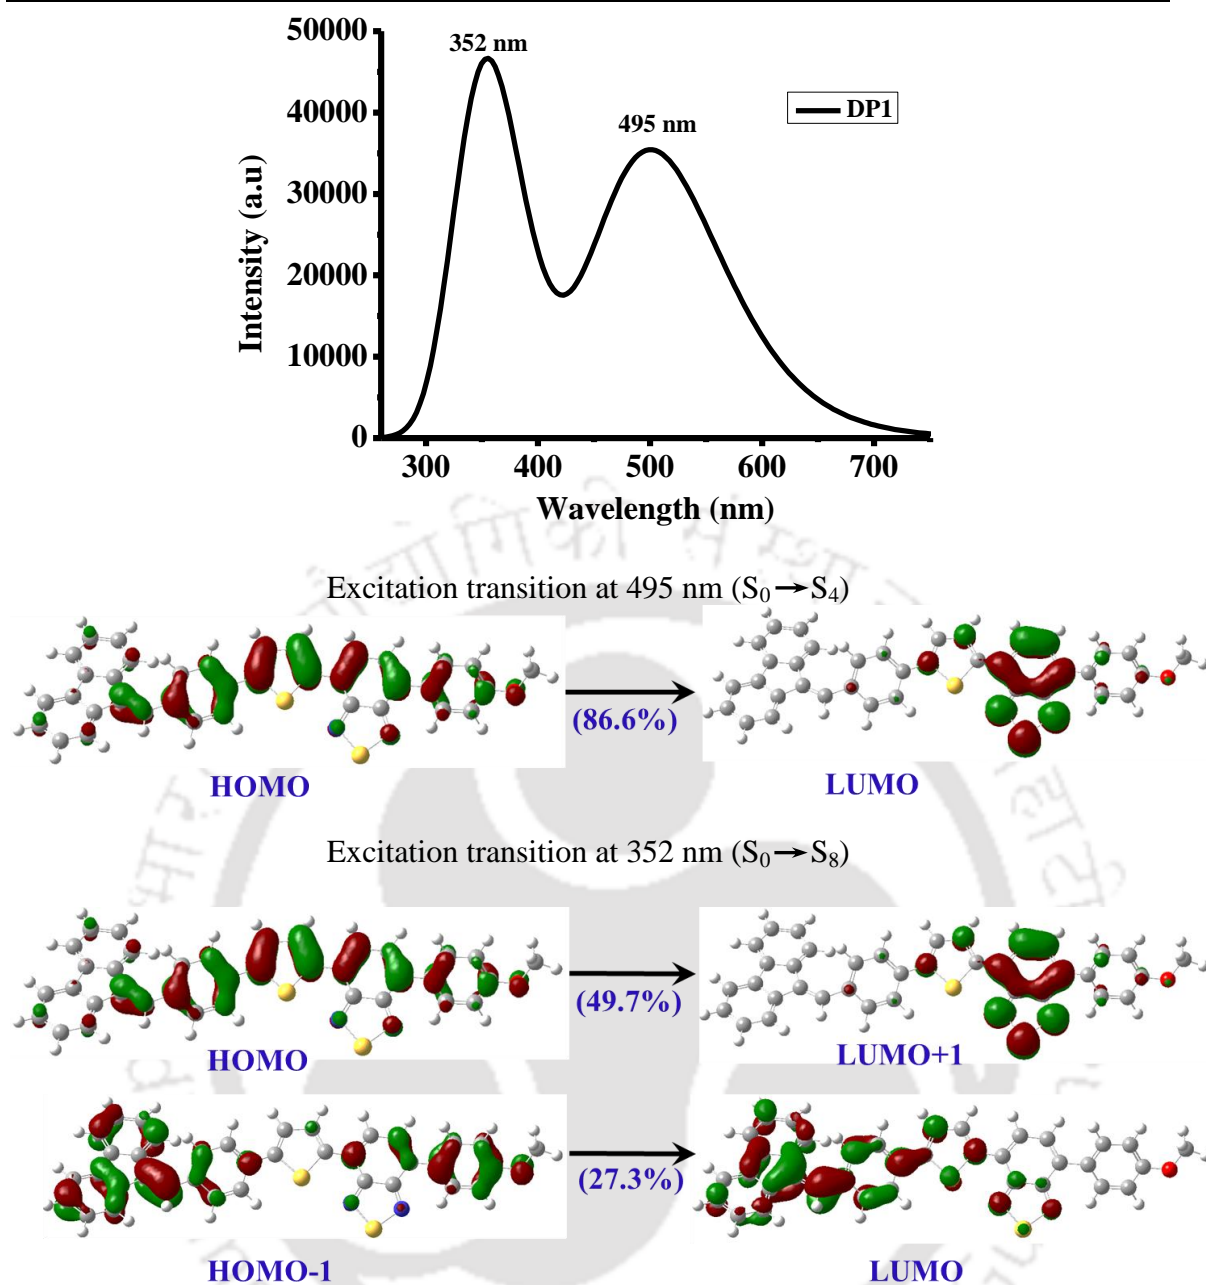 50000
352 nm
DP1
40000
495 nm
30000
20000
10000
0
Intensity (a.u)
300 400 500 600 700
Wavelength (nm)
Excitation transition at 495 nm (S₀→S₄)
(86.6%)
HOMO
LUMO
Excitation transition at 352 nm (S₀→S₈)
(49.7%)
HOMO
LUMO+1
(27.3%)
HOMO-1
LUMO